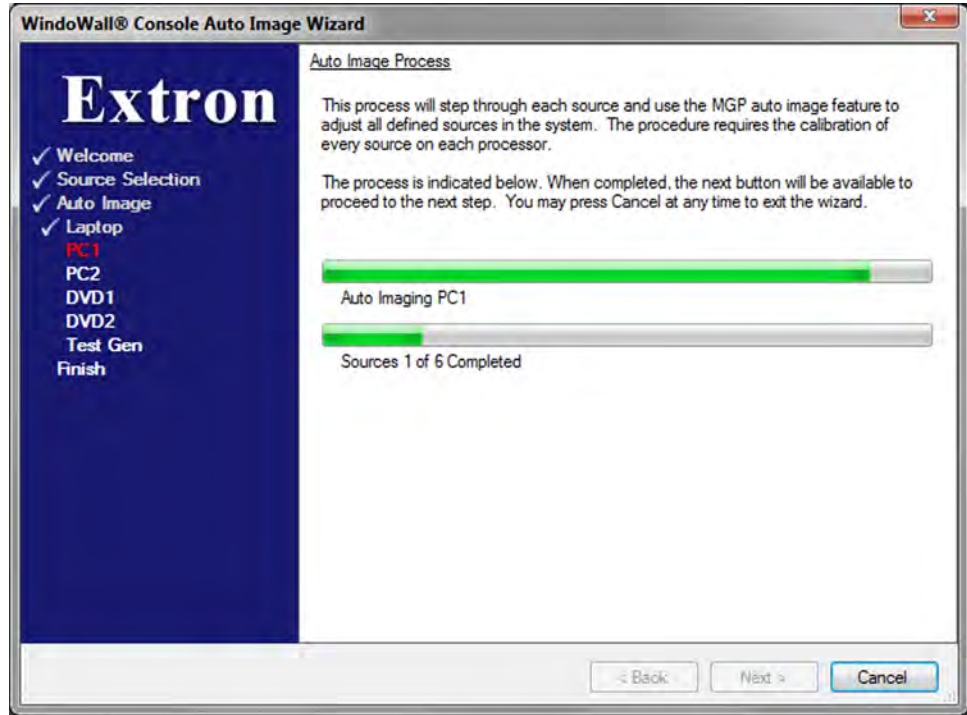 WindoWall® Console Auto Image Wizard
x
Extron
✓ Welcome
✓ Source Selection
✓ Auto Image
✓ Laptop
PC1
PC2
DVD1
DVD2
Test Gen
Finish
Auto Image Process
This process will step through each source and use the MGP auto image feature to
adjust all defined sources in the system. The procedure requires the calibration of
every source on each processor.
The process is indicated below. When completed, the next button will be available to
proceed to the next step. You may press Cancel at any time to exit the wizard.
Auto Imaging PC1
Sources 1 of 6 Completed
< Back
Next >
Cancel